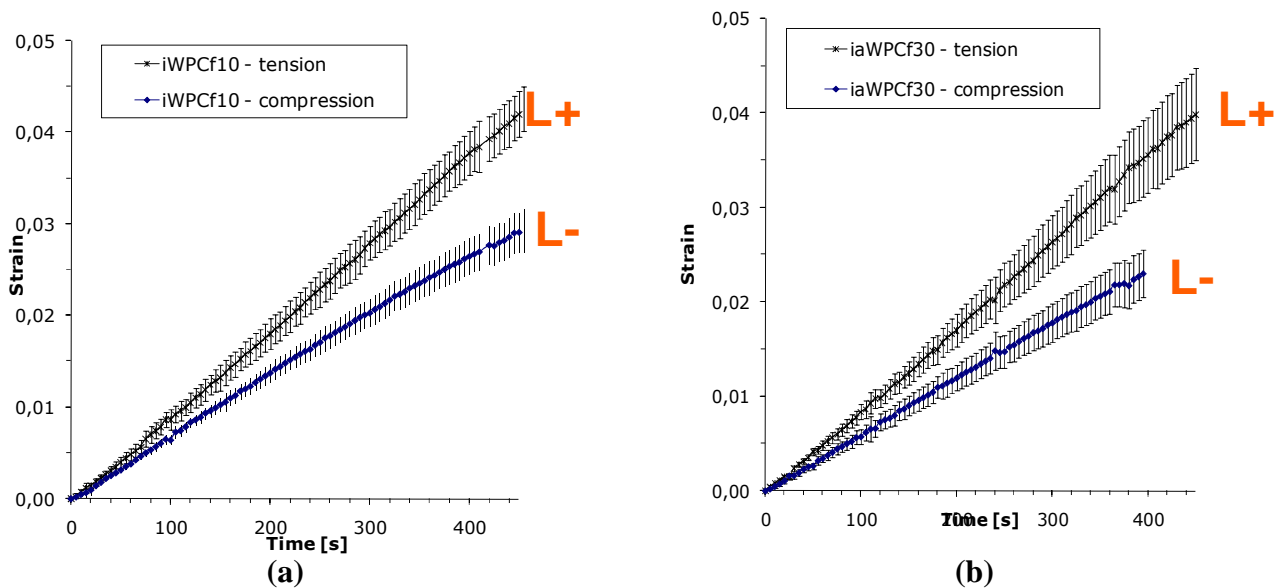 0,05
iWPCf10 - tension
iWPCf10 - compression
L+
0,04
L-
0,03
Strain
0,02
0,01
0,00
0 100 200 300 400
Time [s]
(a)
0,05
iaWPCf30 - tension
iaWPCf30 - compression
L+
0,04
0,03
L-
Strain
0,02
0,01
0,00
0 100 300 400
Time [s]
(b)